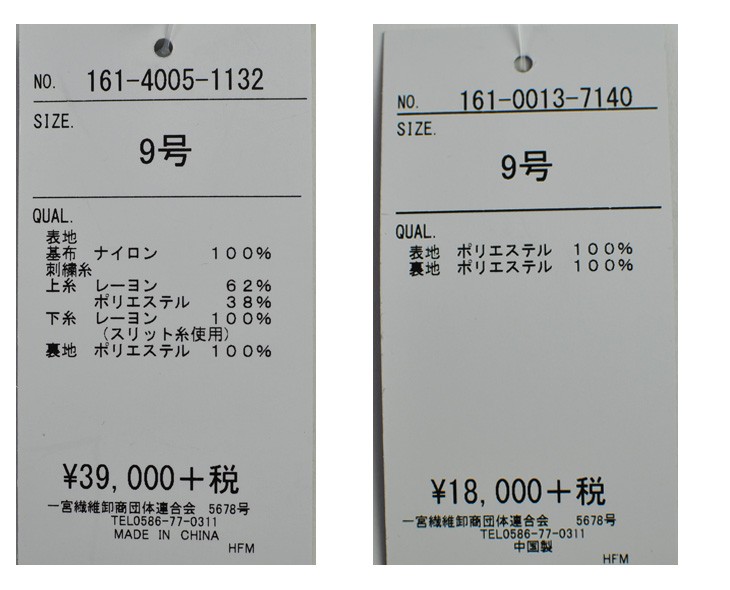 NO. 161-4005-1132
SIZE.
9号
QUAL.
表地
基布 ナイロン 100%
刺繍糸
上糸 レーヨン 62%
ポリエステル 38%
下糸 レーヨン 100%
(スリット糸使用)
裏地 ポリエステル 100%
¥39,000+税
一宮繊維卸商団体連合会 5678号
TEL0586-77-0311
MADE IN CHINA
HFM
NO. 161-0013-7140
SIZE.
9号
QUAL.
表地 ポリエステル 100%
裏地 ポリエステル 100%
¥18,000+税
一宮繊維卸商団体連合会 5678号
TEL0586-77-0311
中国製
HFM